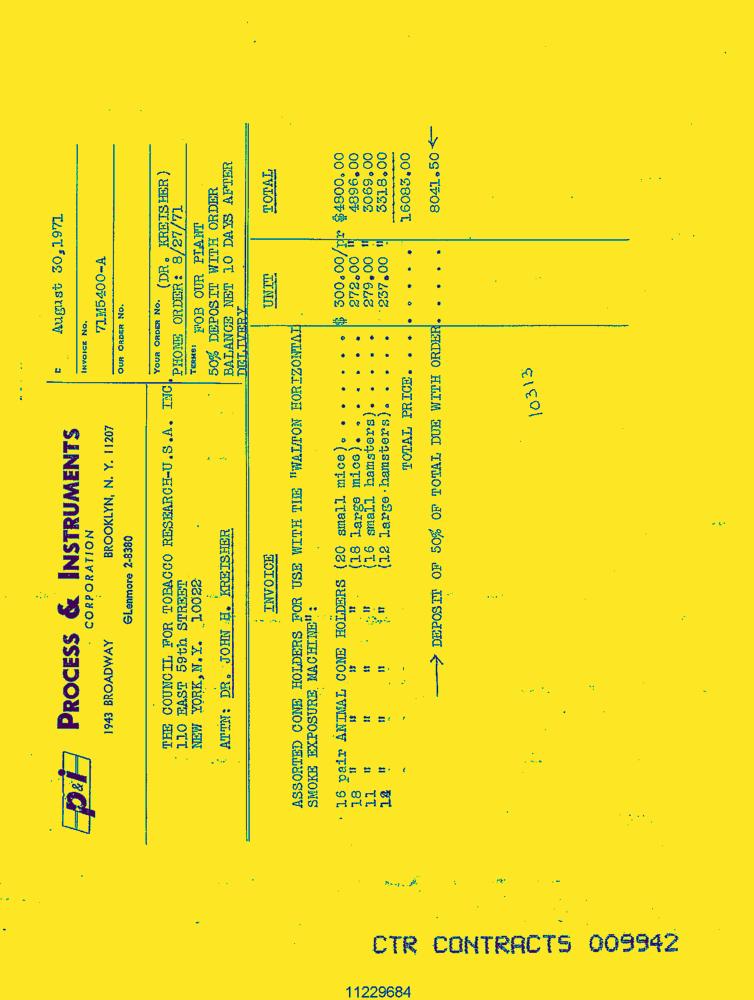 p&i PROCESS & INSTRUMENTS
CORPORATION
1943 BROADWAY BROOKLYN, N. Y. 11207
GLenmore 2-8380
August 30,1971
INVOICE NO.
71M5400-A
OUR ORDER NO.
THE COUNCIL FOR TOBACCO RESEARCH-U.S.A. INC.
110 EAST 59th STREET
NEW YORK,N.Y. 10022
ATTN: DR. JOHN H. KREISHER
YOUR ORDER NO. (DR. KREISHER)
PHONE ORDER: 8/27/71
TERMS: FOB OUR PLANT
50% DEPOSIT WITH ORDER
BALANCE NET 10 DAYS AFTER
DELIVERY
INVOICE UNIT TOTAL
ASSORTED CONE HOLDERS FOR USE WITH THE "WALTON HORIZONTAL
SMOKE EXPOSURE MACHINE":
16 pair ANIMAL CONE HOLDERS (20 small mice). . . . . . . $ 300.00/pr $4800.00
18 " " " " (18 large mice). . . . . . . 272.00 " 4896.00
11 " " " " (16 small hamsters). . . . . 279.00 " 3069.00
14 " " " " (12 large hamsters). . . . . 237.00 " 3318.00
TOTAL PRICE. . . . . . . . . 16083.00
→ DEPOSIT OF 50% OF TOTAL DUE WITH ORDER. . . . . 8041.50 ←
10313
CTR CONTRACTS 009942
11229684